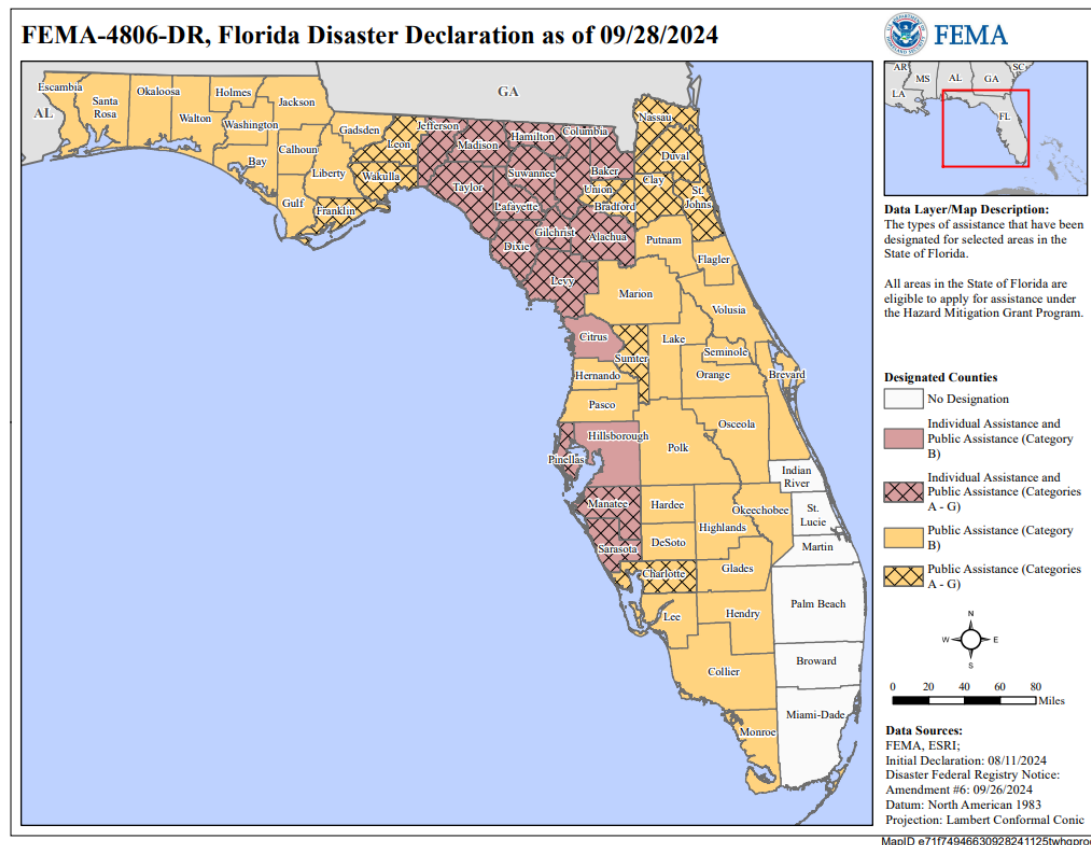 FEMA-4806-DR, Florida Disaster Declaration as of 09/28/2024
FEMA
GA
AL
Escambia
Santa
Rosa
Okaloosa
Walton
Holmes
Washington
Bay
Jackson
Calhoun
Gulf
Liberty
Gadsden
Franklin
Leon
Wakulla
Jefferson
Madison
Taylor
Hamilton
Suwannee
Lafayette
Dixie
Columbia
Gilchrist
Levy
Baker
Union
Bradford
Alachua
Nassau
Duval
Clay
St.
Johns
Putnam
Flagler
Marion
Volusia
Citrus
Sumter
Lake
Seminole
Hernando
Orange
Brevard
Pasco
Osceola
Hillsborough
Pinellas
Polk
Indian
River
Manatee
Hardee
Okeechobee
St.
Lucie
Highlands
Sarasota
DeSoto
Martin
Charlotte
Glades
Lee
Hendry
Palm Beach
Collier
Broward
Monroe
Miami-Dade
AR
MS
AL
GA
SC
LA
FL
Data Layer/Map Description:
The types of assistance that have been
designated for selected areas in the
State of Florida.
All areas in the State of Florida are
eligible to apply for assistance under
the Hazard Mitigation Grant Program.
Designated Counties
No Designation
Individual Assistance and
Public Assistance (Category
B)
Individual Assistance and
Public Assistance (Categories
A - G)
Public Assistance (Category
B)
Public Assistance (Categories
A - G)
N
W
E
S
0 20 40 60 80
Miles
Data Sources:
FEMA, ESRI;
Initial Declaration: 08/11/2024
Disaster Federal Registry Notice:
Amendment #6: 09/26/2024
Datum: North American 1983
Projection: Lambert Conformal Conic
MapID e71f74946630928241125twhqprod